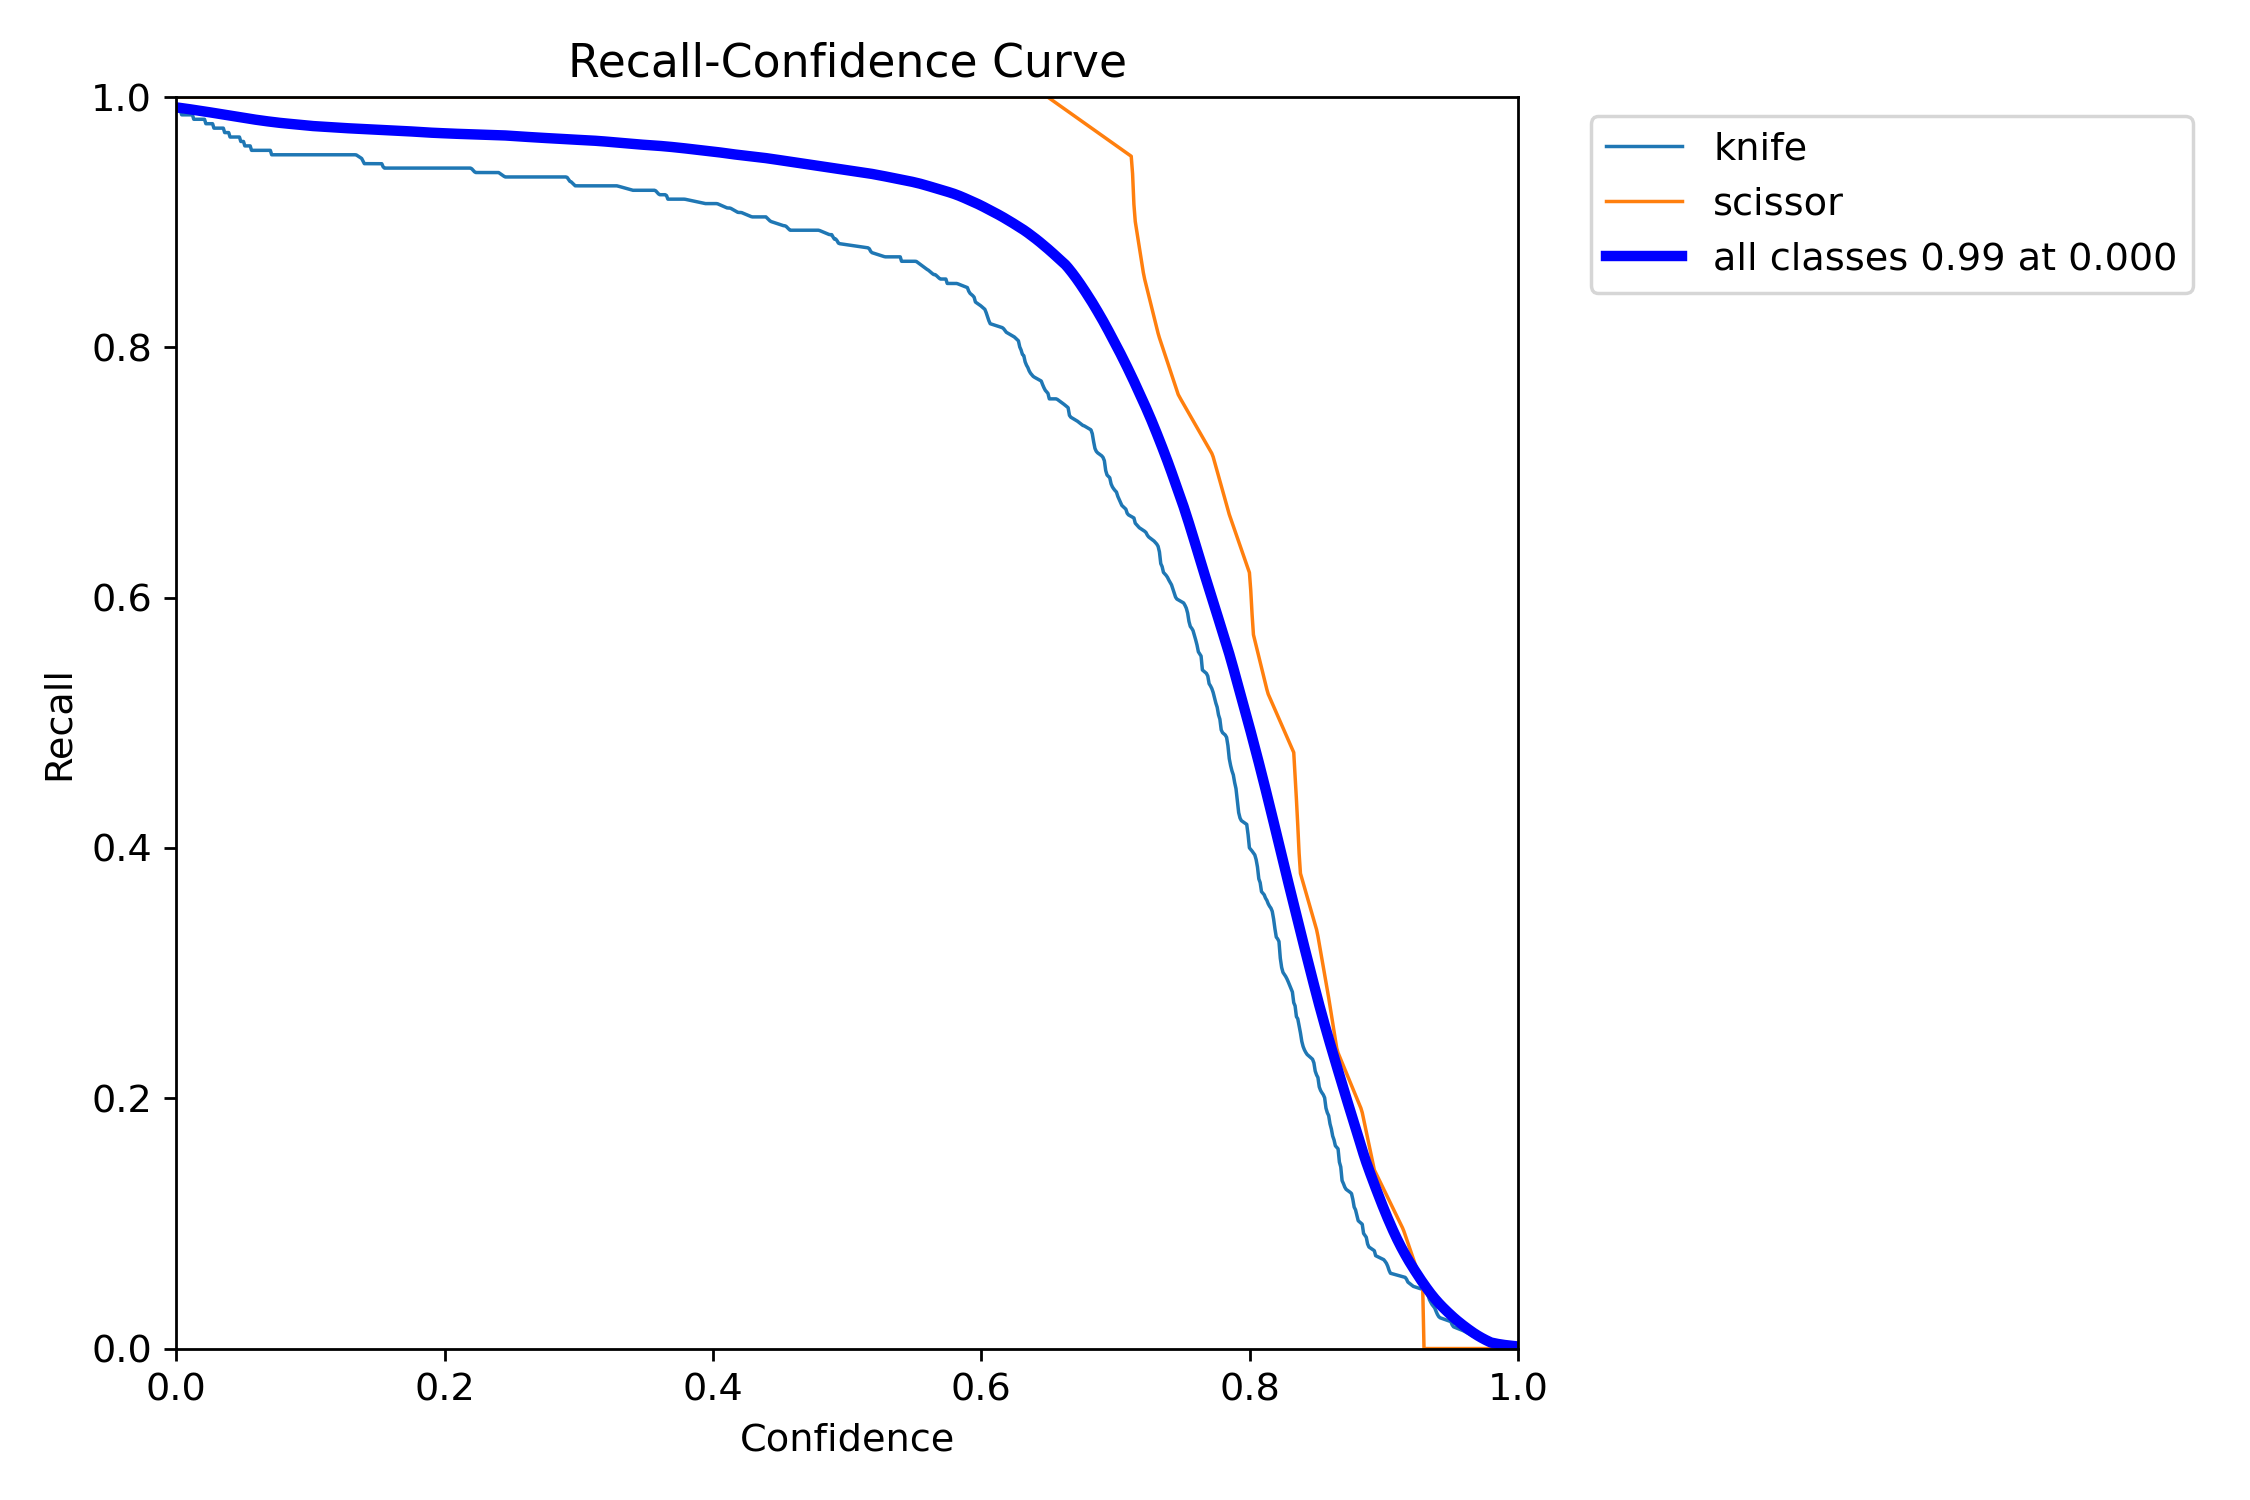 Recall-Confidence Curve
knife
scissor
all classes 0.99 at 0.000
1.0
0.8
0.6
0.4
0.2
0.0
Recall
0.0 0.2 0.4 0.6 0.8 1.0
Confidence